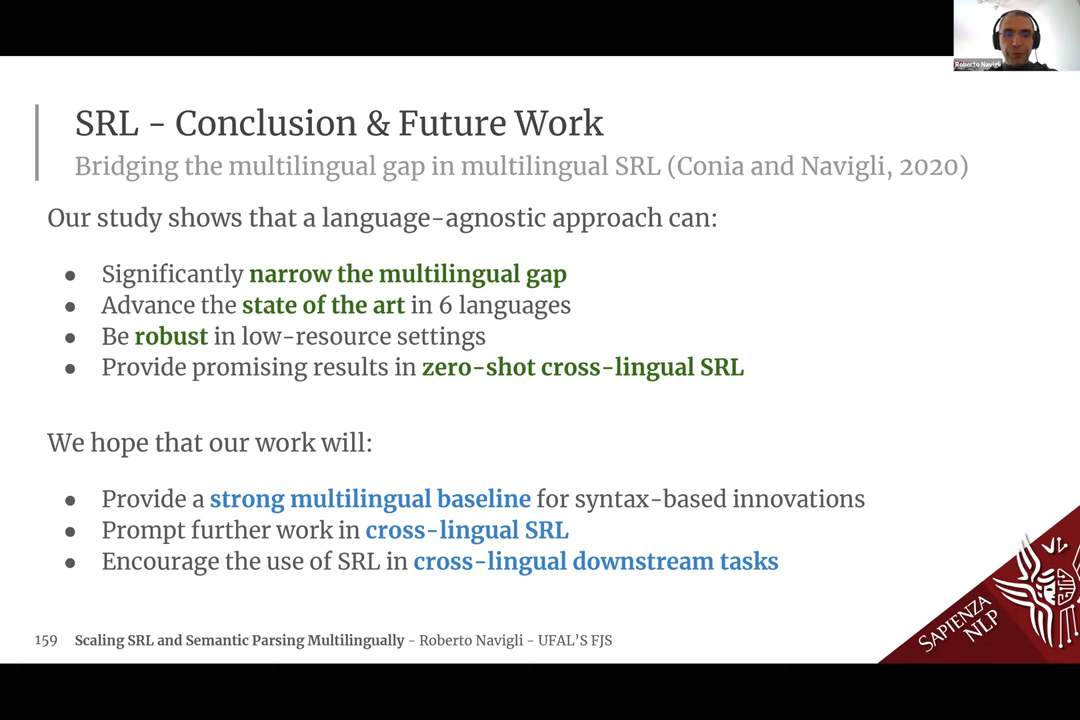 Roberto Navigli
SRL - Conclusion & Future Work
Bridging the multilingual gap in multilingual SRL (Conia and Navigli, 2020)
Our study shows that a language-agnostic approach can:
● Significantly narrow the multilingual gap
● Advance the state of the art in 6 languages
● Be robust in low-resource settings
● Provide promising results in zero-shot cross-lingual SRL
We hope that our work will:
● Provide a strong multilingual baseline for syntax-based innovations
● Prompt further work in cross-lingual SRL
● Encourage the use of SRL in cross-lingual downstream tasks
159 Scaling SRL and Semantic Parsing Multilingually - Roberto Navigli - UFAL's FJS
SAPIENZA
NLP